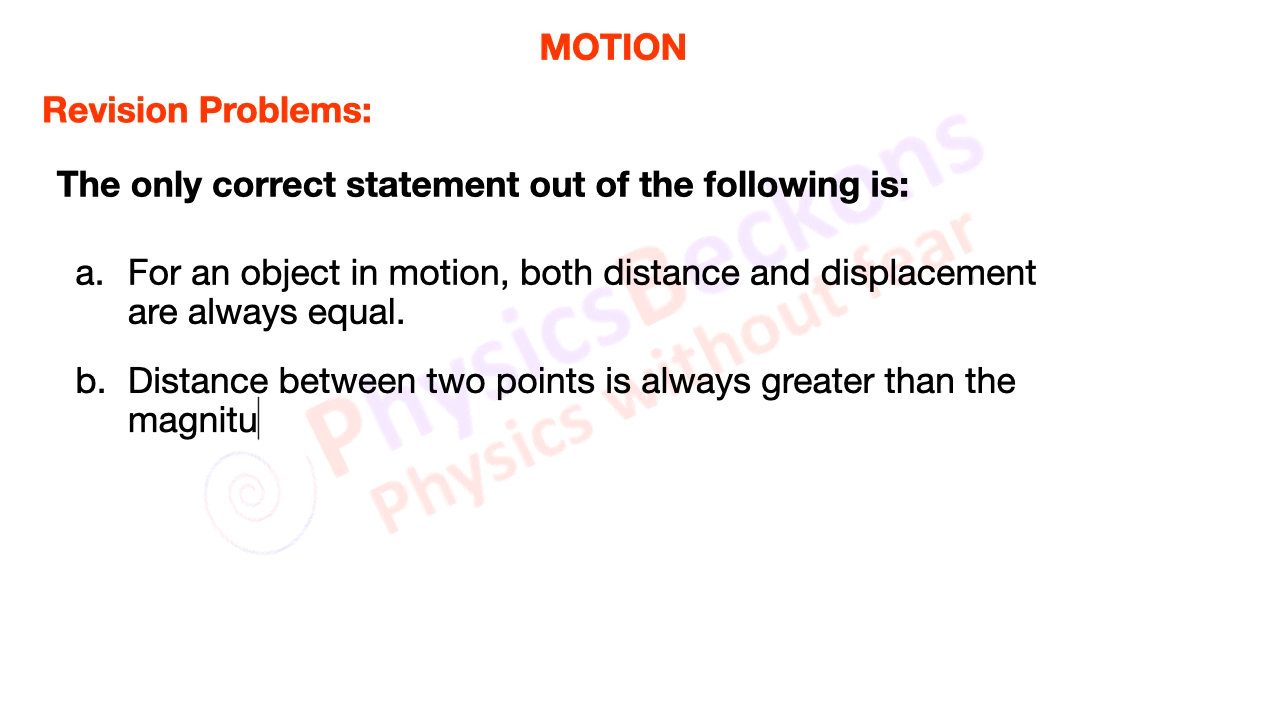 MOTION
Revision Problems:
The only correct statement out of the following is:
a. For an object in motion, both distance and displacement
are always equal.
b. Distance between two points is always greater than the
magnitu
PhysicsBeckons
Physics without fear